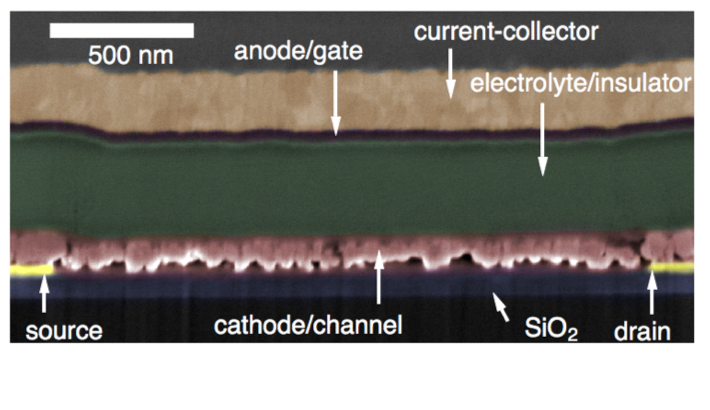 current-collector
500 nm
anode/gate
electrolyte/insulator
source
cathode/channel
SiO₂
drain